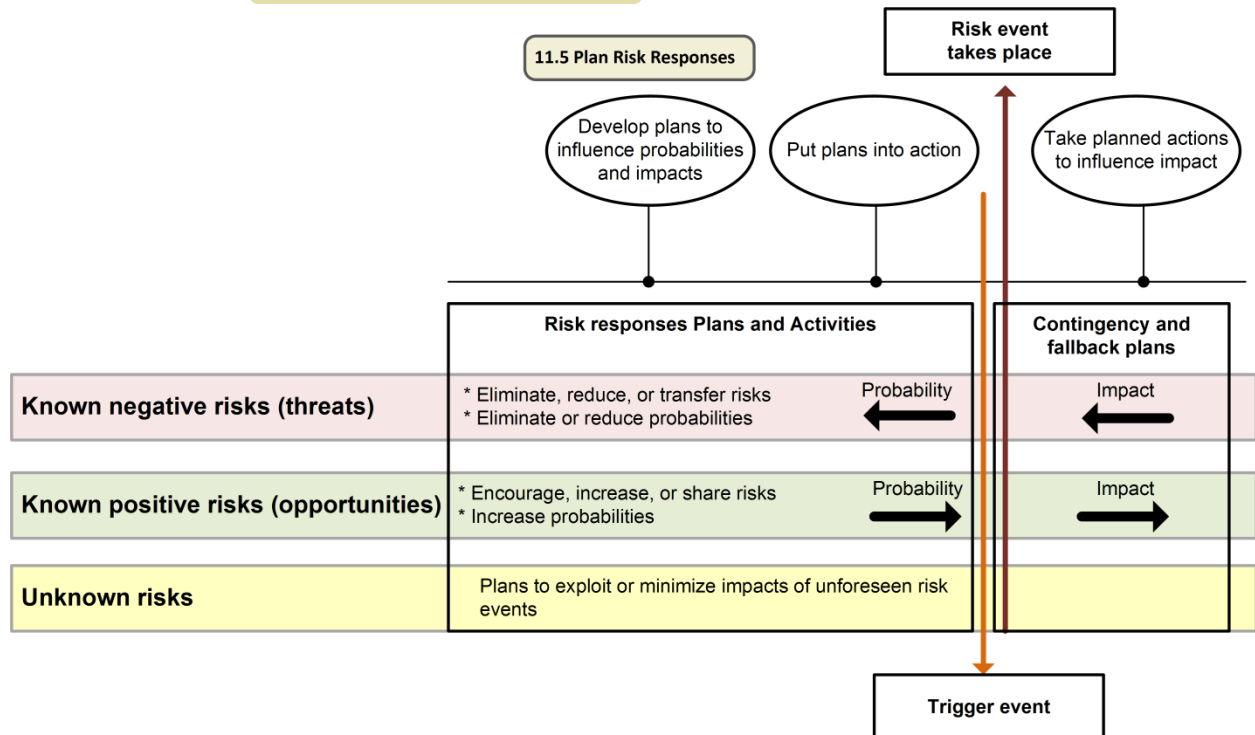 Risk event
takes place
11.5 Plan Risk Responses
Develop plans to
influence probabilities
and impacts
Put plans into action
Take planned actions
to influence impact
Risk responses Plans and Activities
Contingency and
fallback plans
Known negative risks (threats)
* Eliminate, reduce, or transfer risks
* Eliminate or reduce probabilities
Probability
Impact
Known positive risks (opportunities)
* Encourage, increase, or share risks
* Increase probabilities
Probability
Impact
Unknown risks
Plans to exploit or minimize impacts of unforeseen risk
events
Trigger event